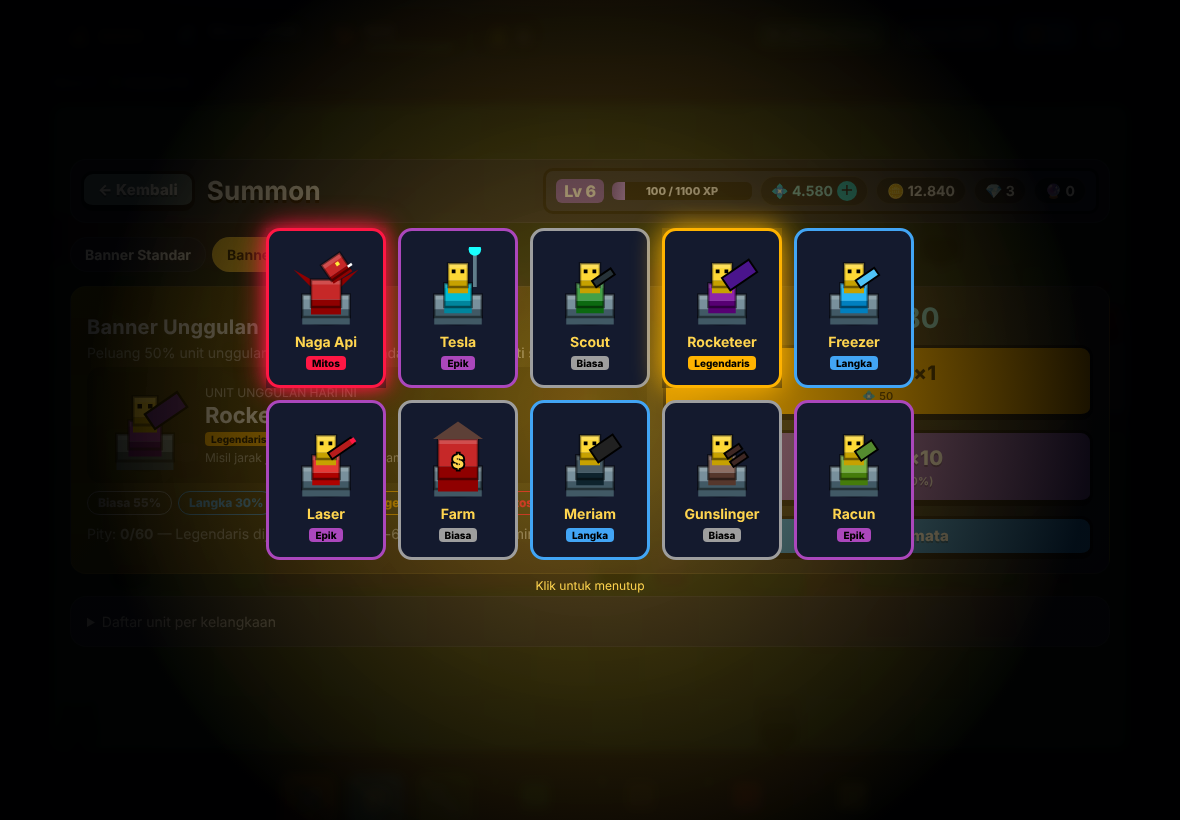 ← Kembali
Summon
Lv 6
100 / 1100 XP
4.580
+
12.840
3
0
Banner Standar
Naga Api
Mitos
Tesla
Epik
Scout
Biasa
Rocketeer
Legendaris
Freezer
Langka
Banner Unggulan
Peluang 50% unit unggulan
UNIT UNGGULAN HARI INI
Legendaris
Misil jarak
×1
50
×10
Laser
Epik
Farm
$
Biasa
Meriam
Langka
Gunslinger
Biasa
Racun
Epik
Biasa 55%
Langka 30%
Pity: 0/60 — Legendaris
Klik untuk menutup
Daftar unit per kelangkaan